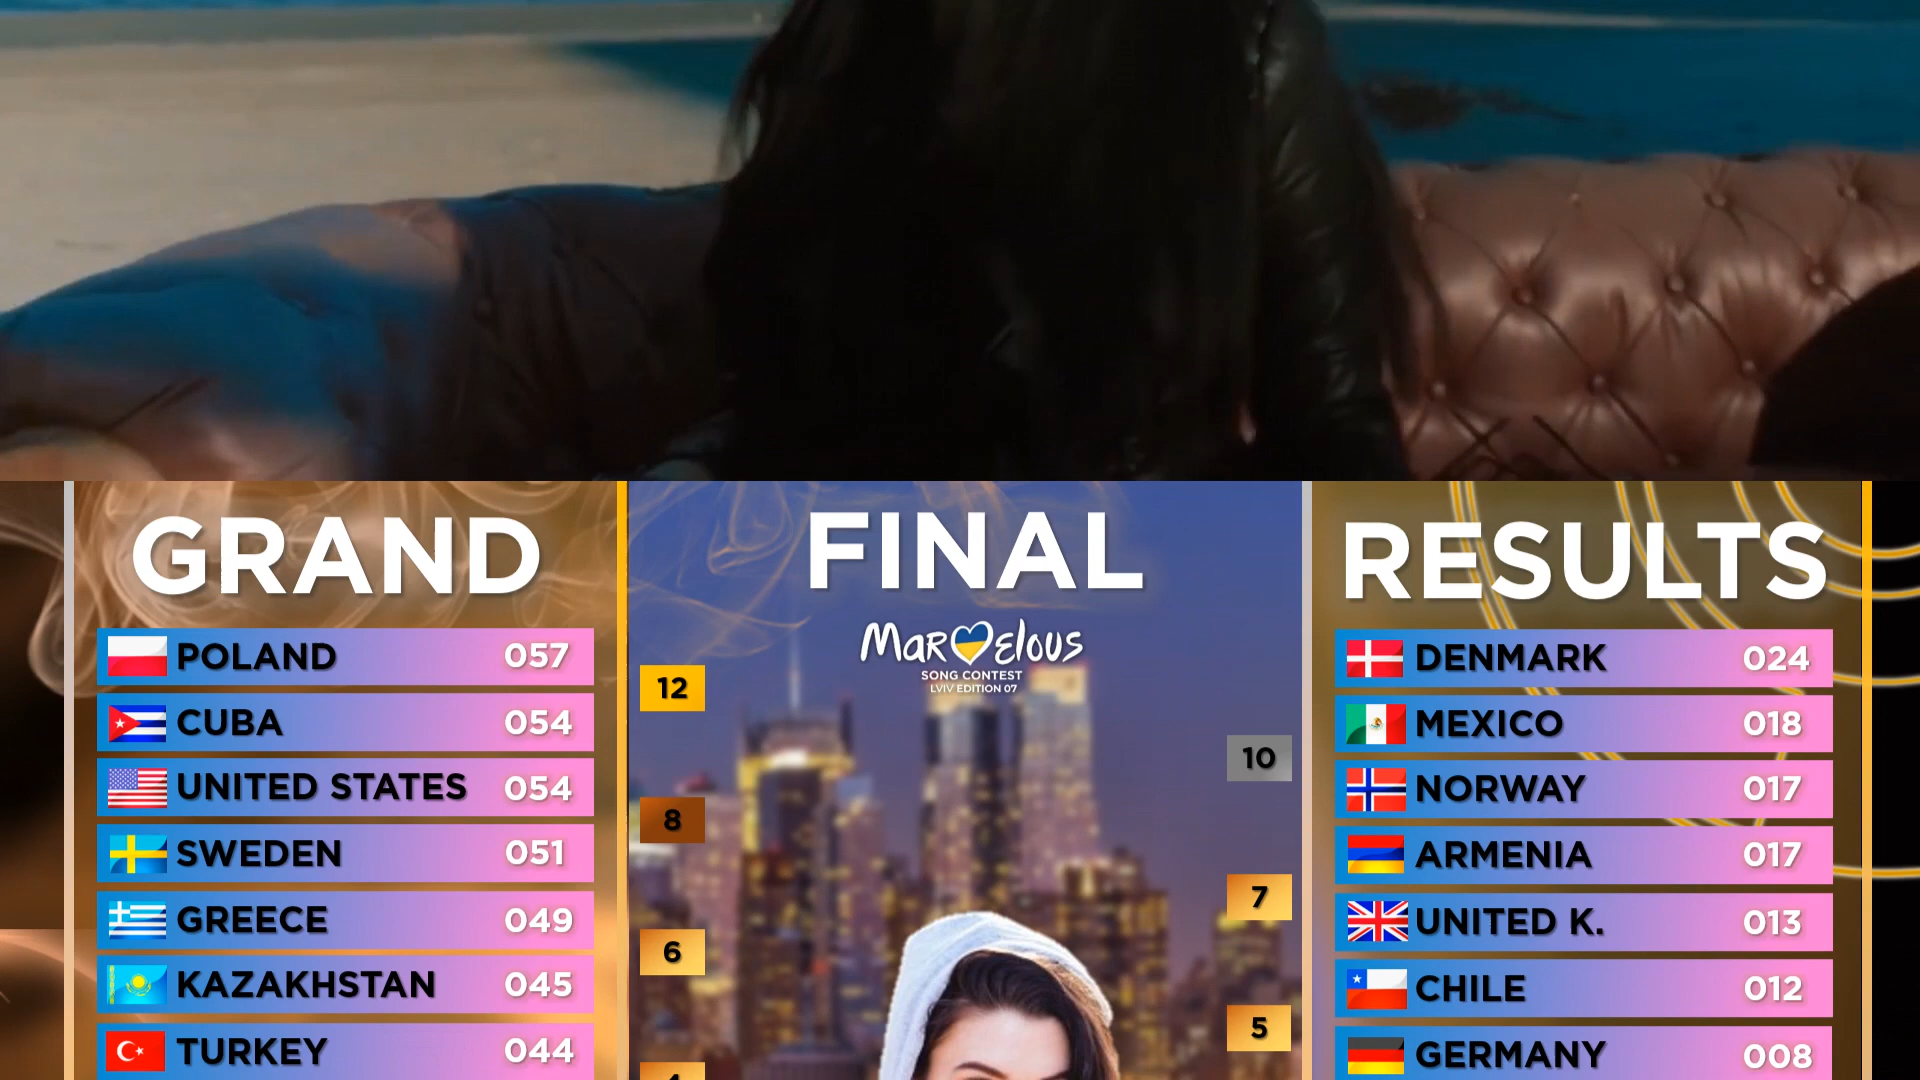 GRAND
POLAND 057
CUBA 054
UNITED STATES 054
SWEDEN 051
GREECE 049
KAZAKHSTAN 045
TURKEY 044
FINAL
MARVELOUS
SONG CONTEST
LVIV EDITION 07
12
10
8
7
6
5
RESULTS
DENMARK 024
MEXICO 018
NORWAY 017
ARMENIA 017
UNITED K. 013
CHILE 012
GERMANY 008